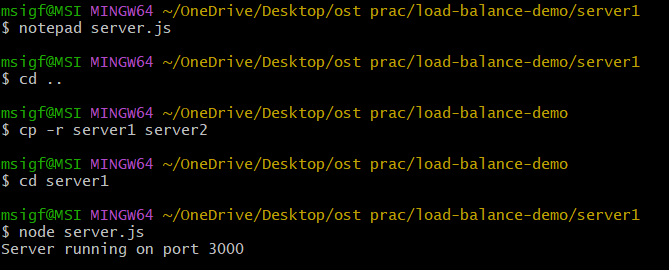 msigf@MSI MINGW64 ~/OneDrive/Desktop/ost prac/load-balance-demo/server1
$ notepad server.js
msigf@MSI MINGW64 ~/OneDrive/Desktop/ost prac/load-balance-demo/server1
$ cd ..
msigf@MSI MINGW64 ~/OneDrive/Desktop/ost prac/load-balance-demo
$ cp -r server1 server2
msigf@MSI MINGW64 ~/OneDrive/Desktop/ost prac/load-balance-demo
$ cd server1
msigf@MSI MINGW64 ~/OneDrive/Desktop/ost prac/load-balance-demo/server1
$ node server.js
Server running on port 3000